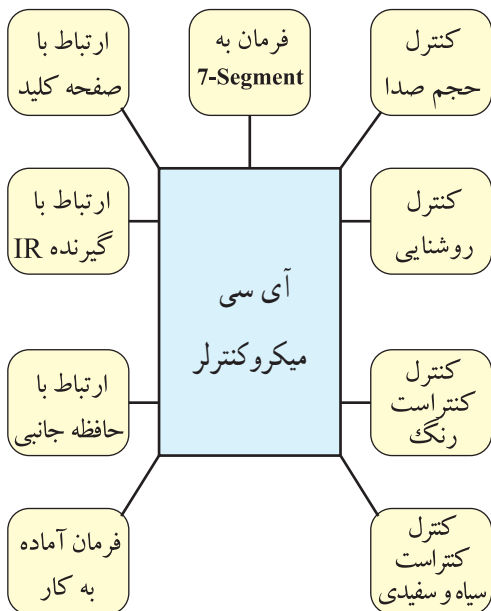 کنترل
حجم صدا
فرمان به
7-Segment
ارتباط با
صفحه کلید
کنترل
روشنایی
ارتباط با
گیرنده IR
آی سی
میکروکنترلر
کنترل
کنتراست
رنگ
ارتباط با
حافظه جانبی
کنترل
کنتراست
سیاه و سفیدی
فرمان آماده
به کار